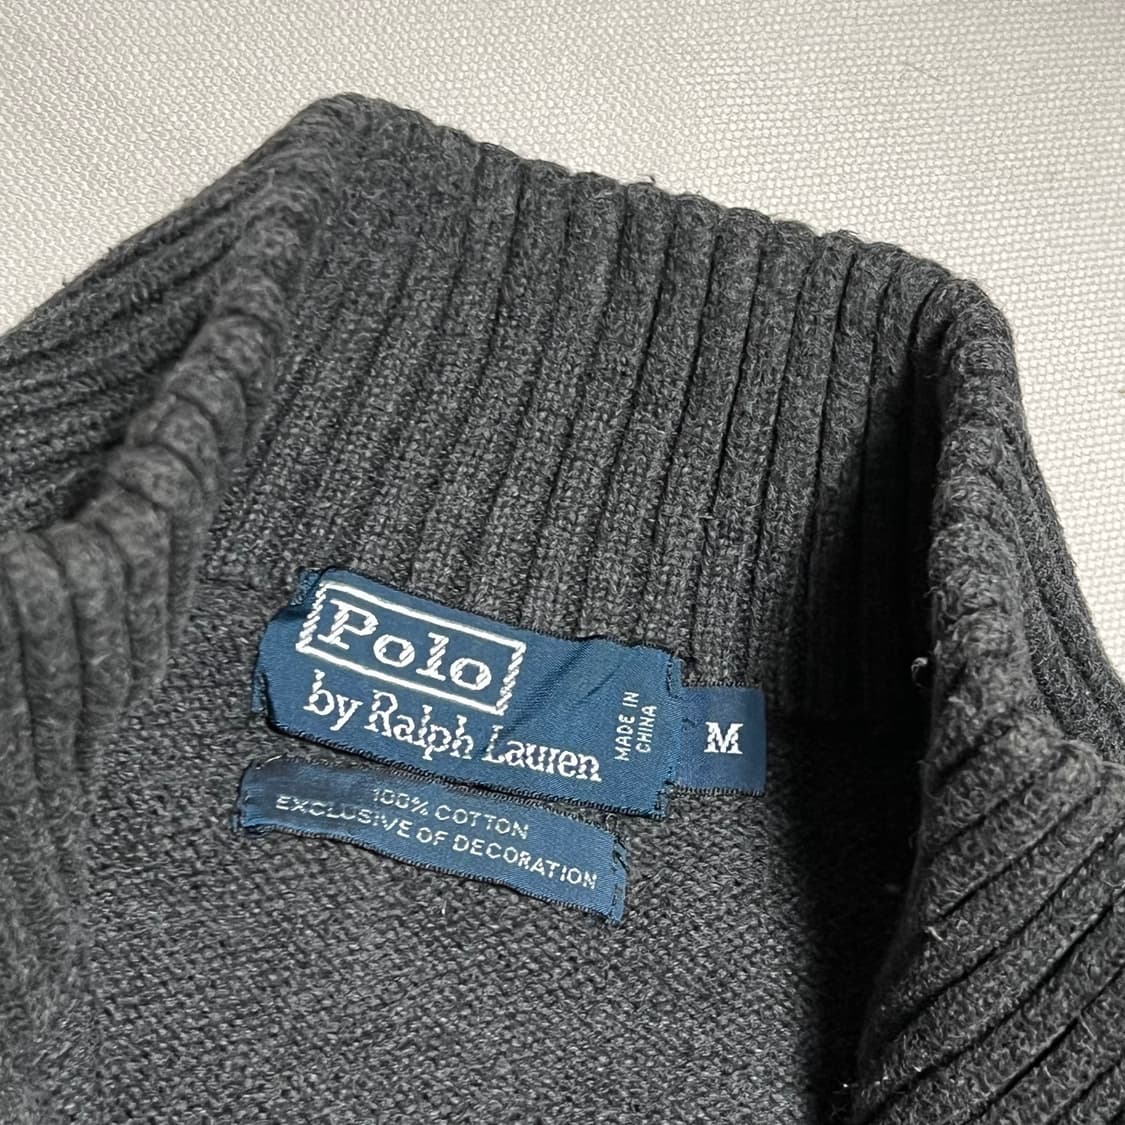 Polo
by Ralph Lauren
MADE IN
CHINA
M
100% COTTON
EXCLUSIVE OF DECORATION